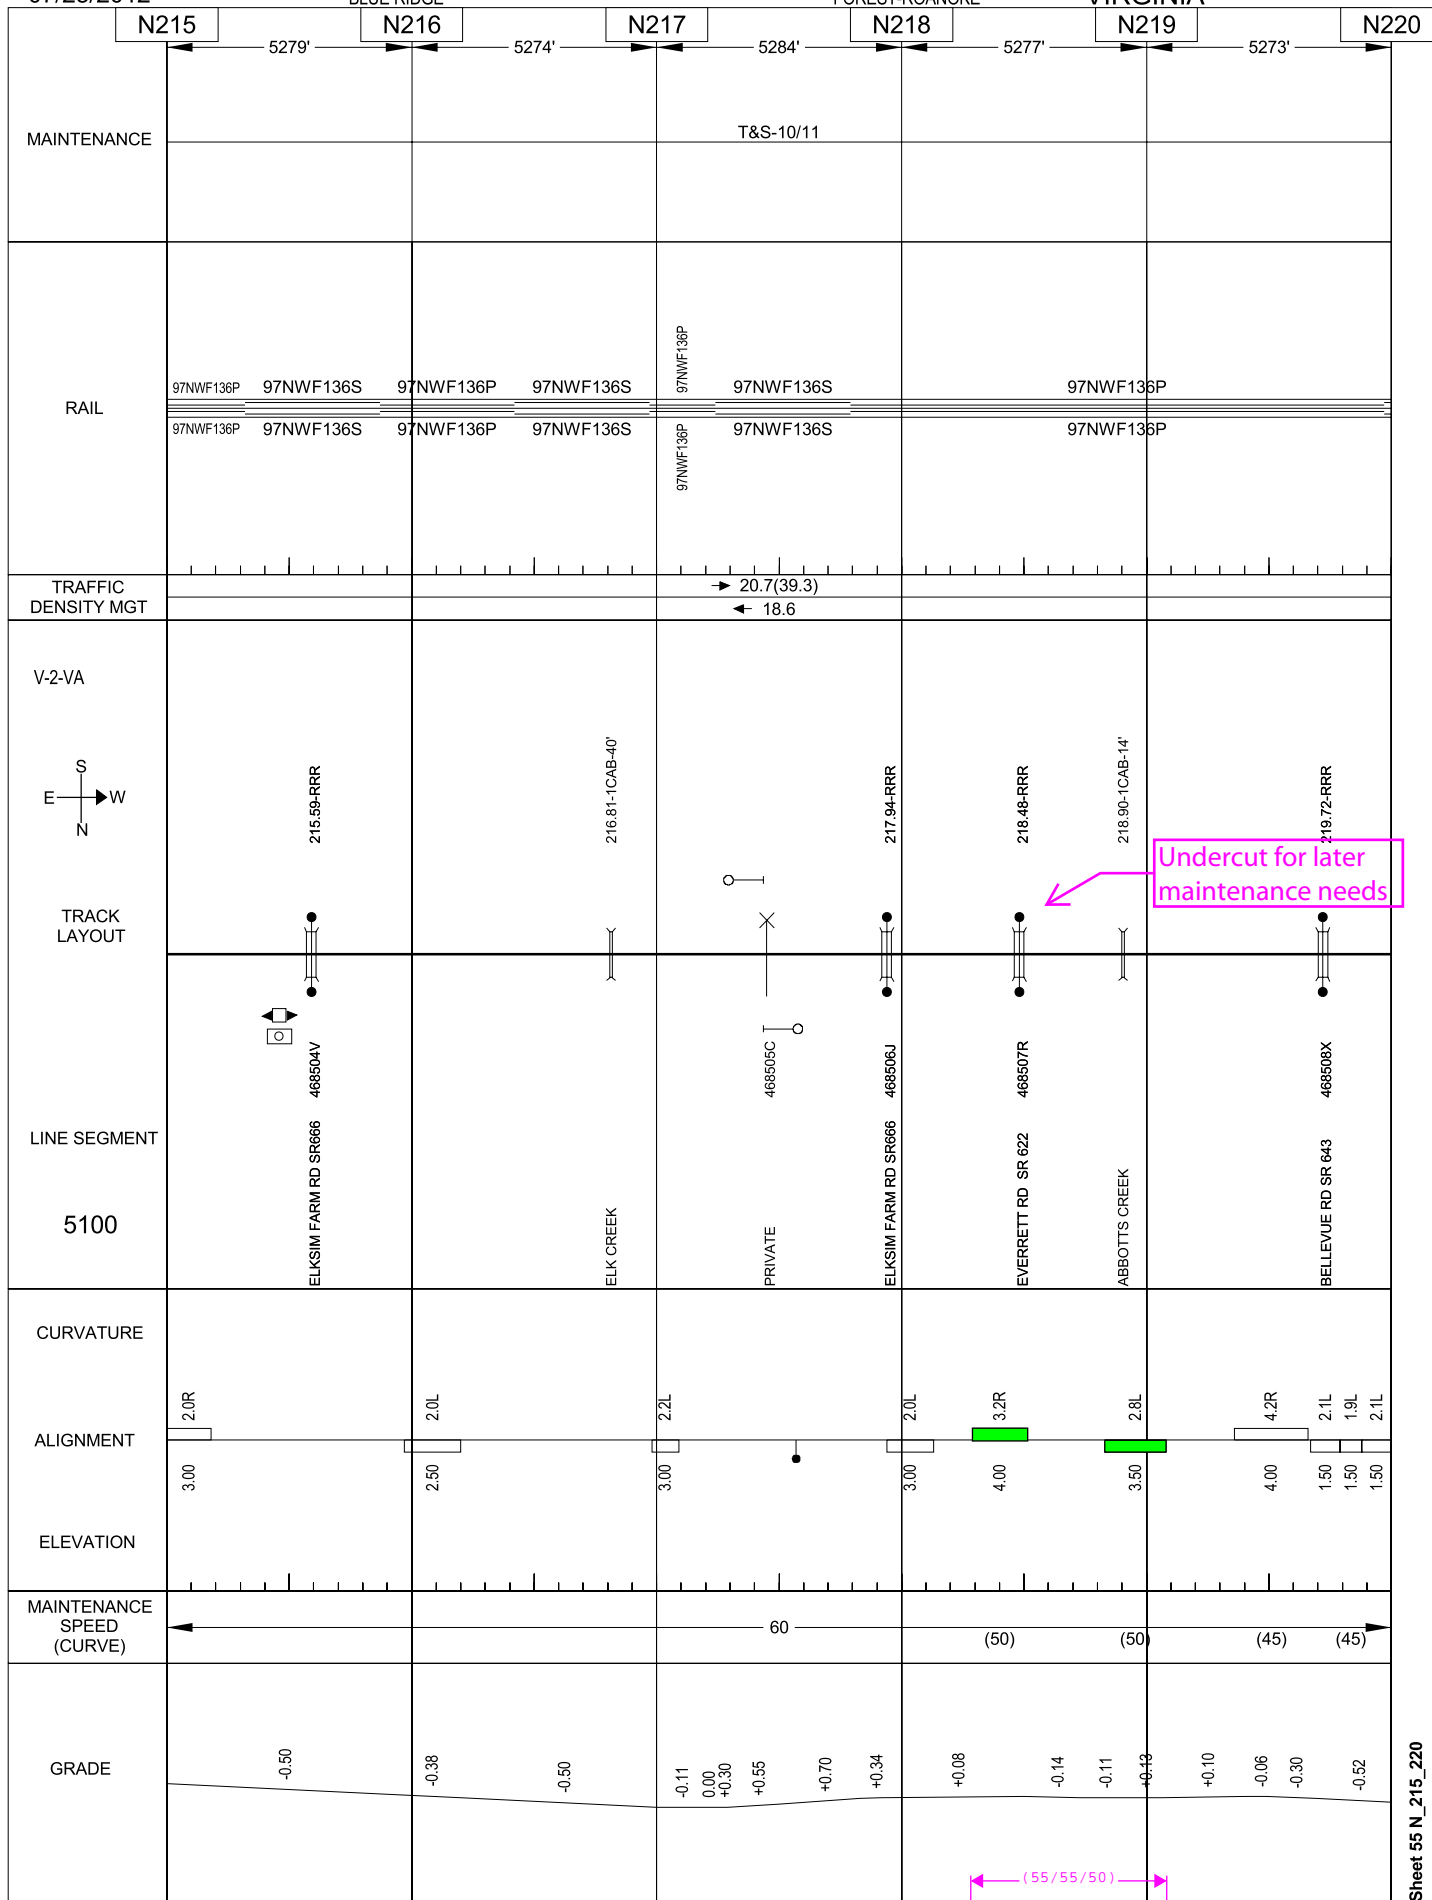 VIRGINIA
N215 N216 N217 N218 N219 N220
5279' 5274' 5284' 5277' 5273'
MAINTENANCE
T&S-10/11
RAIL
97NWF136P 97NWF136S 97NWF136P 97NWF136S 97NWF136P 97NWF136S 97NWF136P
97NWF136P 97NWF136S 97NWF136P 97NWF136S 97NWF136P 97NWF136S 97NWF136P
TRAFFIC
DENSITY MGT
20.7(39.3)
18.6
V-2-VA
S
E W
N
215.59-RRR
216.81-1CAB-40'
217.94-RRR
218.48-RRR
218.90-1CAB-14'
219.72-RRR
Undercut for later
maintenance needs
TRACK
LAYOUT
LINE SEGMENT
5100
ELKSIM FARM RD SR666 468504V
ELK CREEK
PRIVATE 468505C
ELKSIM FARM RD SR666 468506J
EVERRETT RD SR 622 468507R
ABBOTTS CREEK
BELLEVUE RD SR 643 468508X
CURVATURE
2.0R 2.0L 2.2L 2.0L 3.2R 2.8L 4.2R 2.1L 1.9L 2.1L
ALIGNMENT
3.00 2.50 3.00 3.00 4.00 3.50 4.00 1.50 1.50 1.50
ELEVATION
MAINTENANCE
SPEED
(CURVE)
60
(50) (50) (45) (45)
GRADE
-0.50 -0.38 -0.50 -0.11 0.00 +0.30 +0.55 +0.70 +0.34 +0.08 -0.14 -0.11 +0.13 +0.10 -0.06 -0.30 -0.52
(55/55/50)
Sheet 55 N_215_220